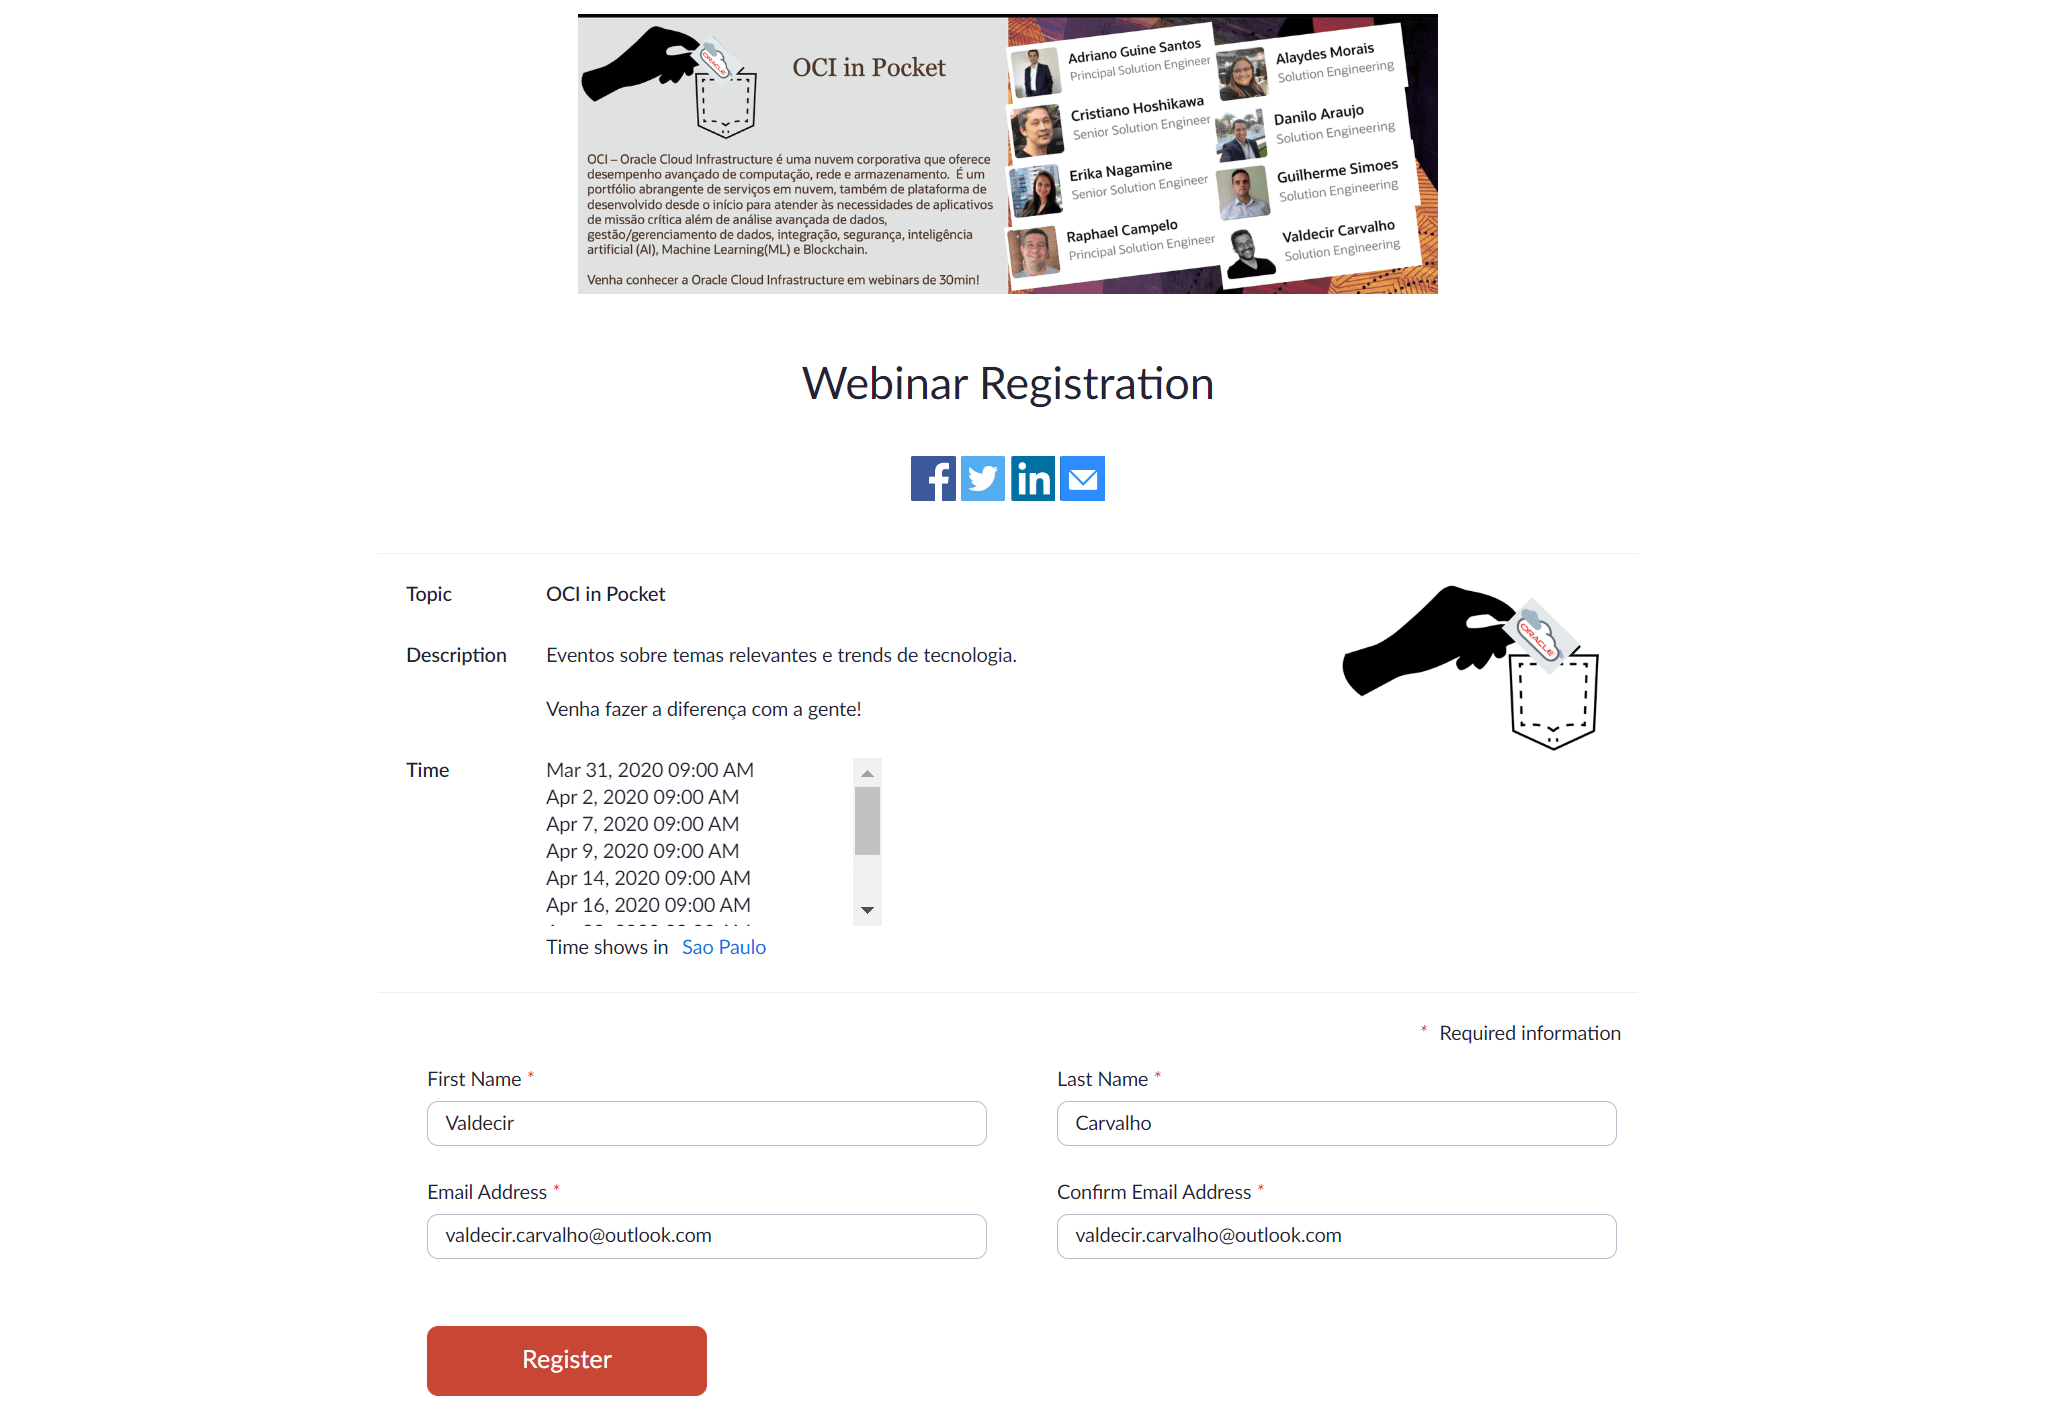 ORACLE
OCI in Pocket
OCI – Oracle Cloud Infrastructure é uma nuvem corporativa que oferece
desempenho avançado de computação, rede e armazenamento. É um
portfólio abrangente de serviços em nuvem, também de plataforma de
desenvolvido desde o início para atender às necessidades de aplicativos
de missão crítica além de análise avançada de dados,
gestão/gerenciamento de dados, integração, segurança, inteligência
artificial (AI), Machine Learning(ML) e Blockchain.
Venha conhecer a Oracle Cloud Infrastructure em webinars de 30min!
Adriano Guine Santos
Principal Solution Engineer
Cristiano Hoshikawa
Senior Solution Engineer
Erika Nagamine
Senior Solution Engineer
Raphael Campelo
Principal Solution Engineer
Alaydes Morais
Solution Engineering
Danilo Araujo
Solution Engineering
Guilherme Simoes
Solution Engineering
Valdecir Carvalho
Solution Engineering
Webinar Registration
Topic OCI in Pocket
ORACLE
Description Eventos sobre temas relevantes e trends de tecnologia.
Venha fazer a diferença com a gente!
Time Mar 31, 2020 09:00 AM
Apr 2, 2020 09:00 AM
Apr 7, 2020 09:00 AM
Apr 9, 2020 09:00 AM
Apr 14, 2020 09:00 AM
Apr 16, 2020 09:00 AM
Time shows in Sao Paulo
* Required information
First Name * Last Name *
Valdecir Carvalho
Email Address * Confirm Email Address *
valdecir.carvalho@outlook.com valdecir.carvalho@outlook.com
Register